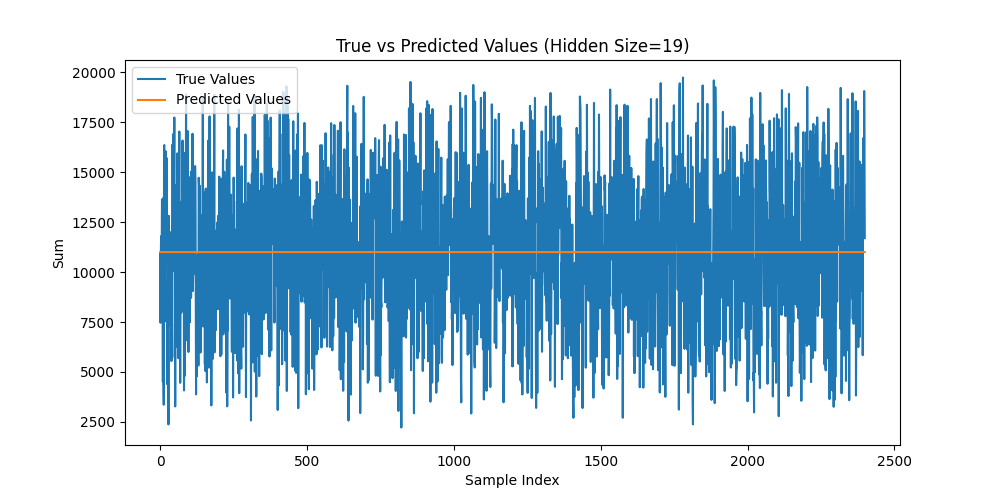 True vs Predicted Values (Hidden Size=19)
True Values
Predicted Values
20000
17500
15000
12500
10000
7500
5000
2500
Sum
0
500
1000
1500
2000
2500
Sample Index